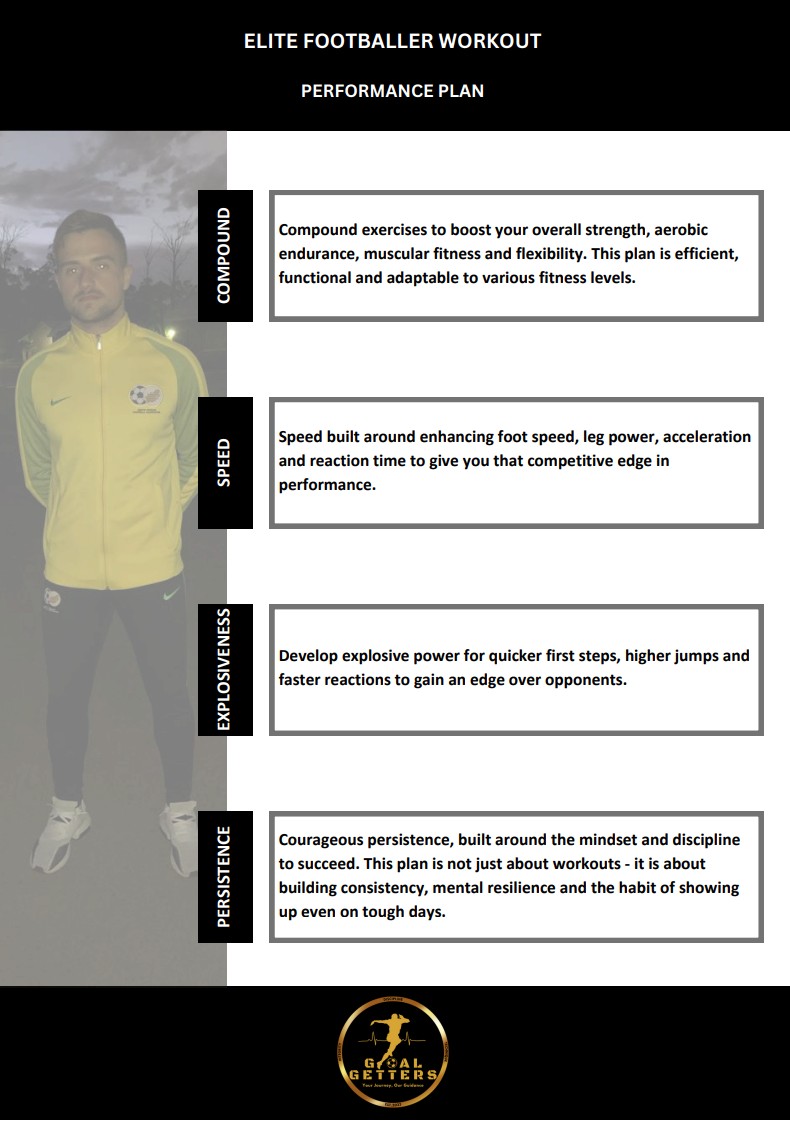 ELITE FOOTBALLER WORKOUT
PERFORMANCE PLAN
COMPOUND
Compound exercises to boost your overall strength, aerobic
endurance, muscular fitness and flexibility. This plan is efficient,
functional and adaptable to various fitness levels.
SPEED
Speed built around enhancing foot speed, leg power, acceleration
and reaction time to give you that competitive edge in
performance.
EXPLOSIVENESS
Develop explosive power for quicker first steps, higher jumps and
faster reactions to gain an edge over opponents.
PERSISTENCE
Courageous persistence, built around the mindset and discipline
to succeed. This plan is not just about workouts - it is about
building consistency, mental resilience and the habit of showing
up even on tough days.
GOAL
GETTERS
Your Journey, Our Guidance